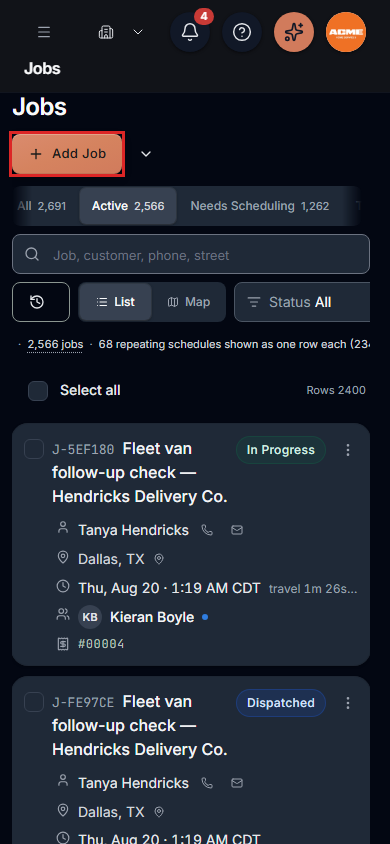 4
ACME
Jobs
Jobs
+ Add Job
All 2,691 Active 2,566 Needs Scheduling 1,262
Job, customer, phone, street
List Map Status All
· 2,566 jobs · 68 repeating schedules shown as one row each (234
Select all Rows 2400
J-5EF180 Fleet van In Progress
follow-up check —
Hendricks Delivery Co.
Tanya Hendricks
Dallas, TX
Thu, Aug 20 · 1:19 AM CDT travel 1m 26s...
KB Kieran Boyle
#00004
J-FE97CE Fleet van Dispatched
follow-up check —
Hendricks Delivery Co.
Tanya Hendricks
Dallas, TX
Thu, Aug 20 · 1:19 AM CDT